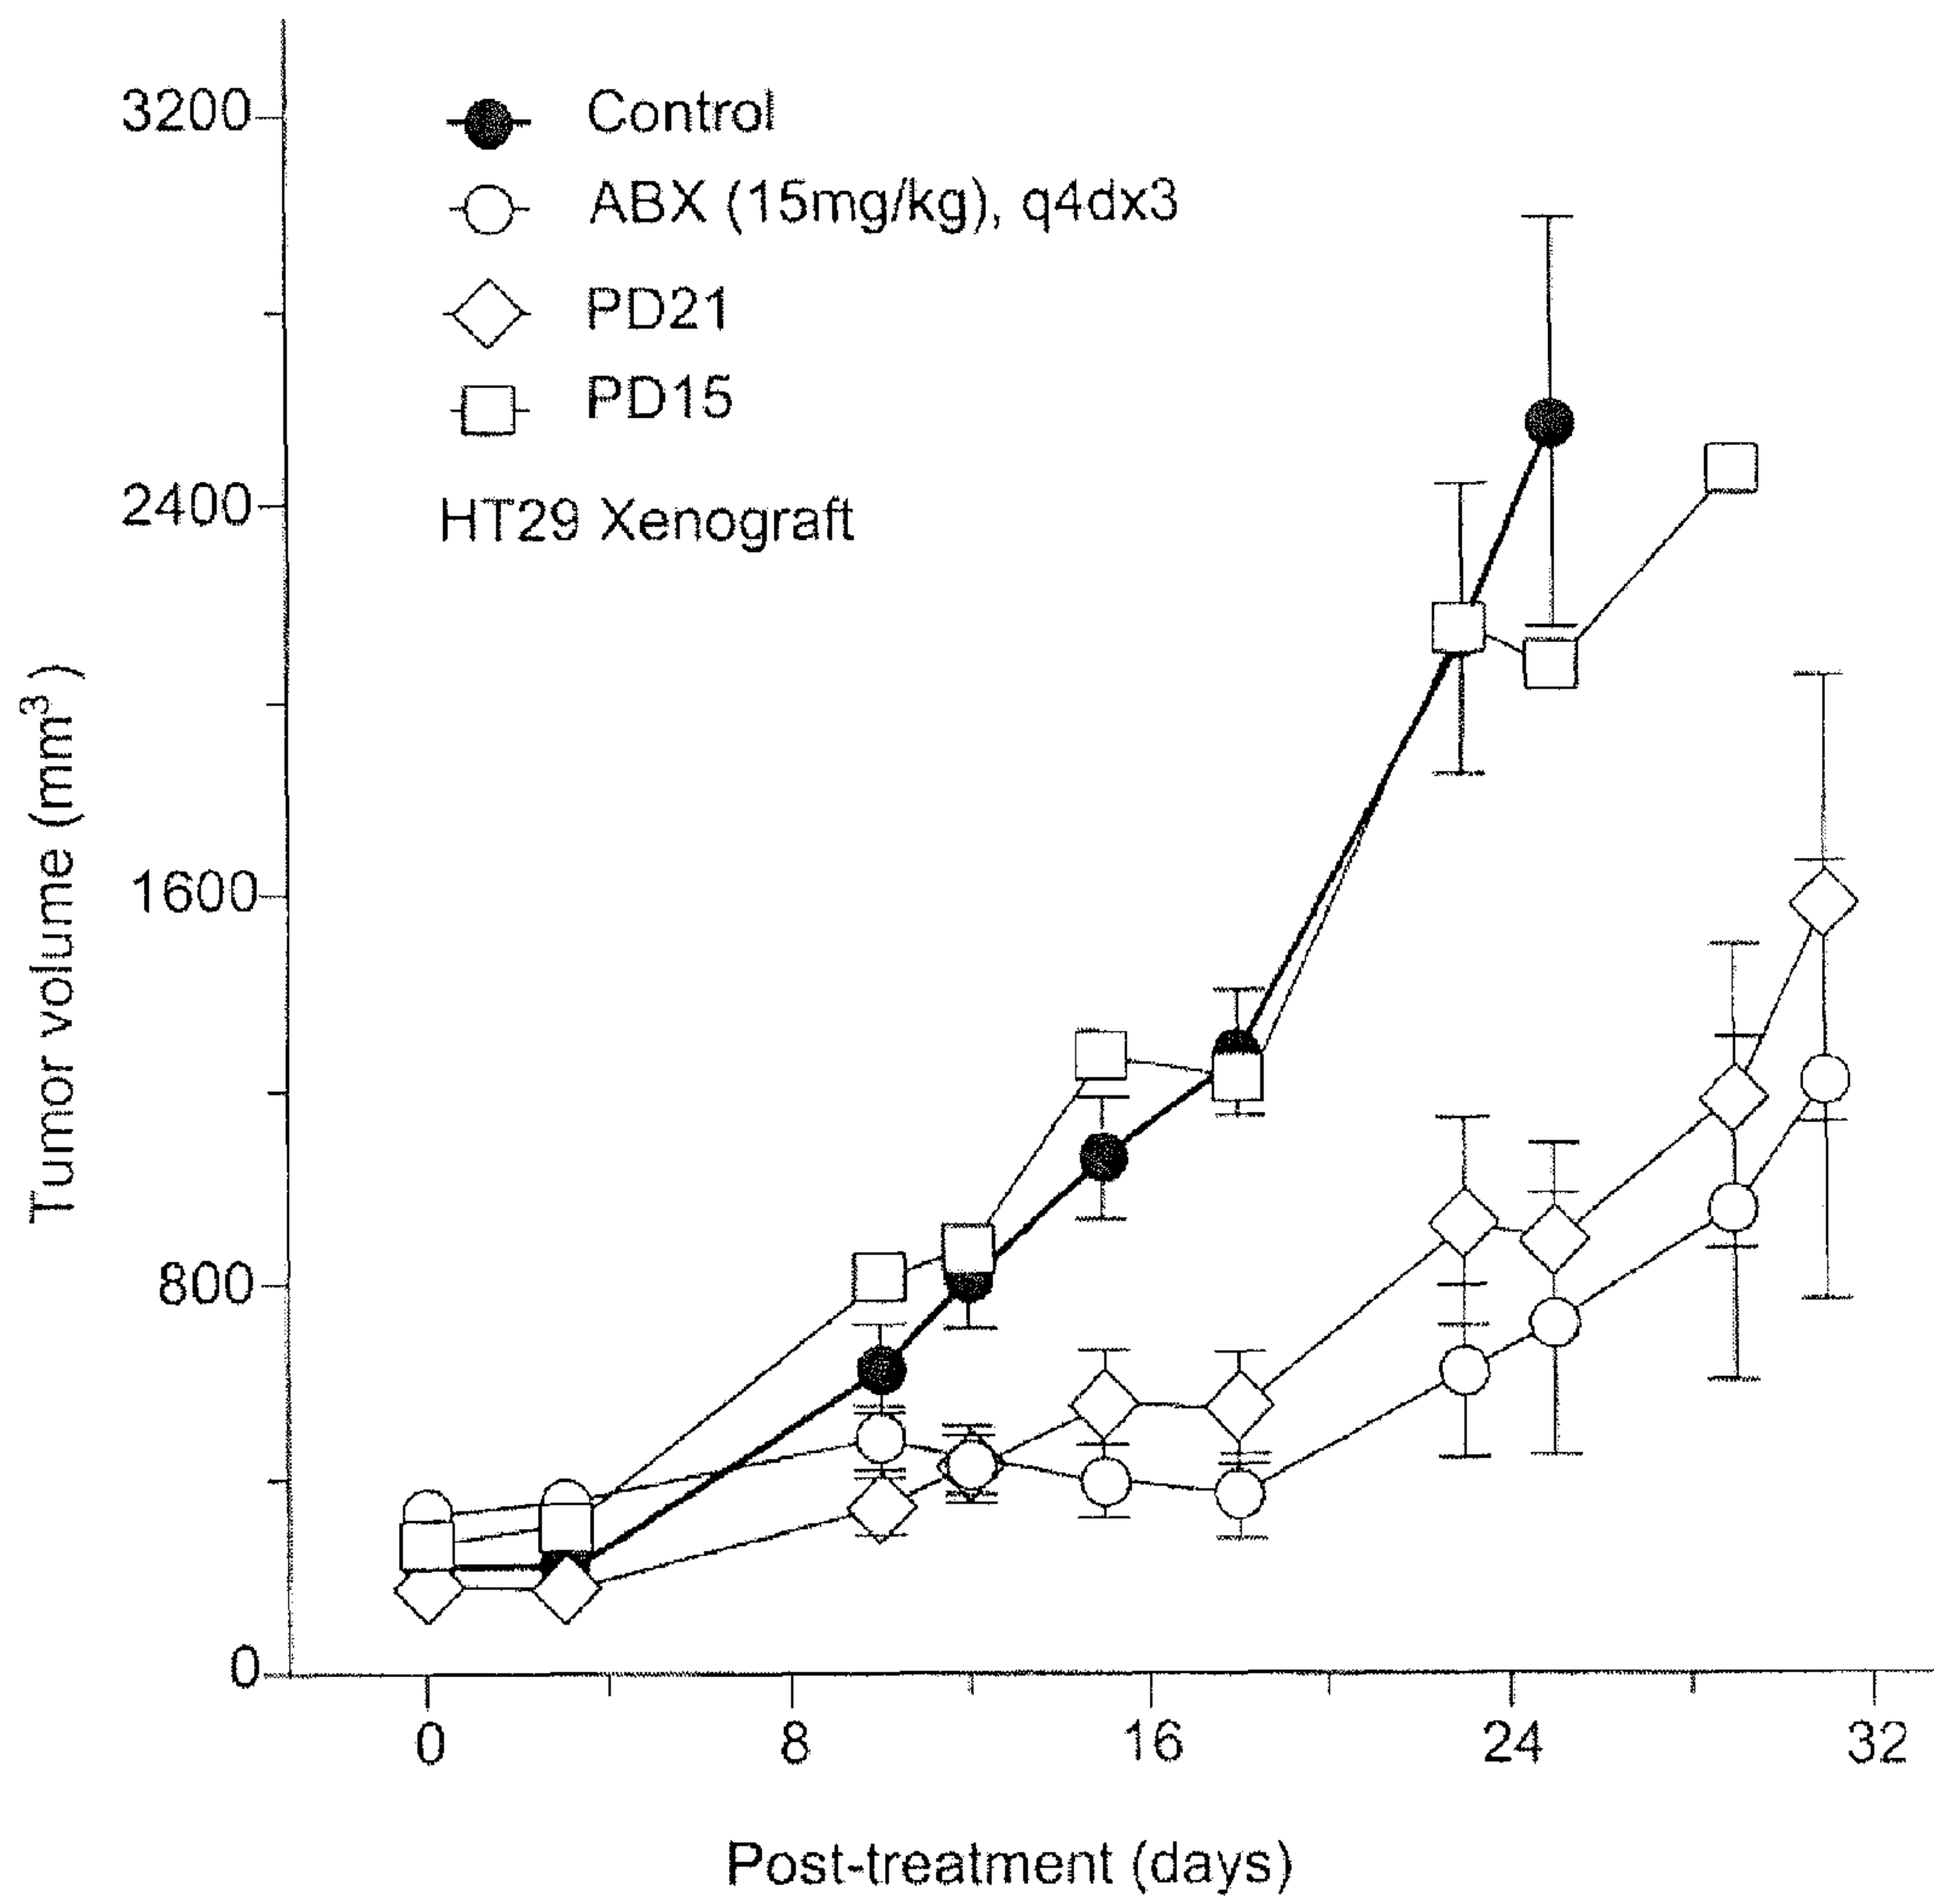 3200
2400
1600
800
0
Tumor volume (mm³)
Control
ABX (15mg/kg), q4dx3
PD21
PD15
HT29 Xenograft
0 8 16 24 32
Post-treatment (days)